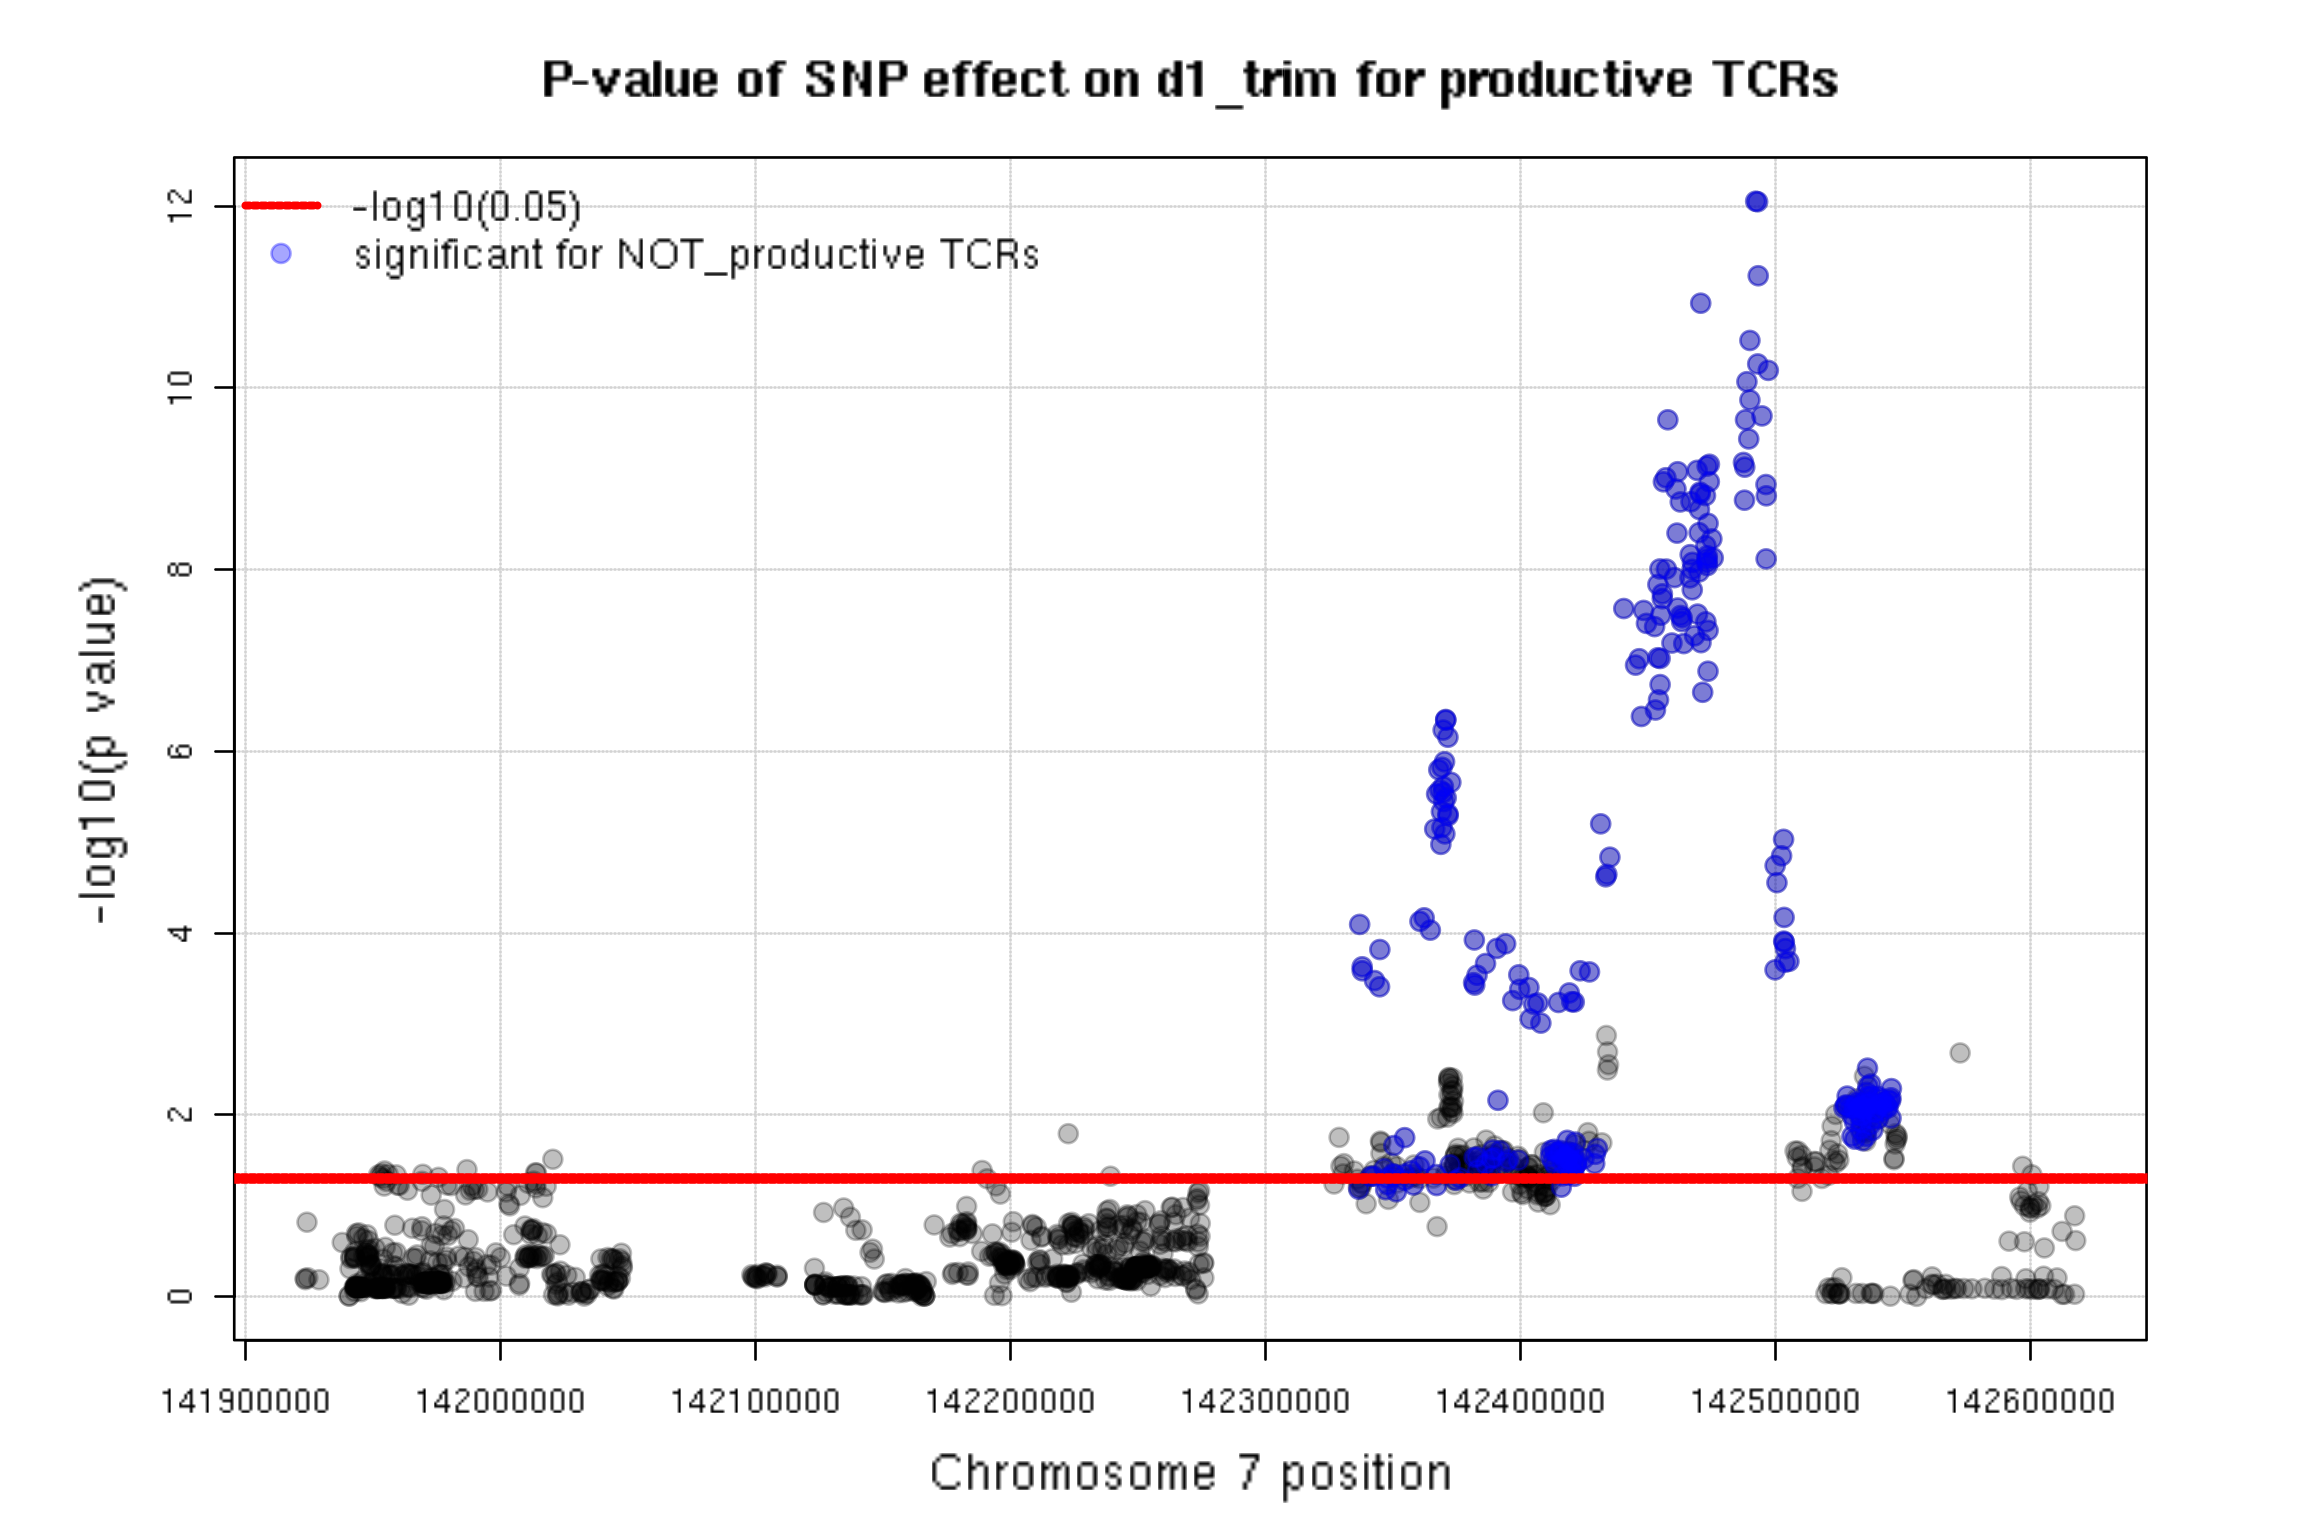 P-value of SNP effect on d1_trim for productive TCRs
-log10(0.05)
significant for NOT_productive TCRs
-log10(p value)
12
10
8
6
4
2
0
141900000 142000000 142100000 142200000 142300000 142400000 142500000 142600000
Chromosome 7 position